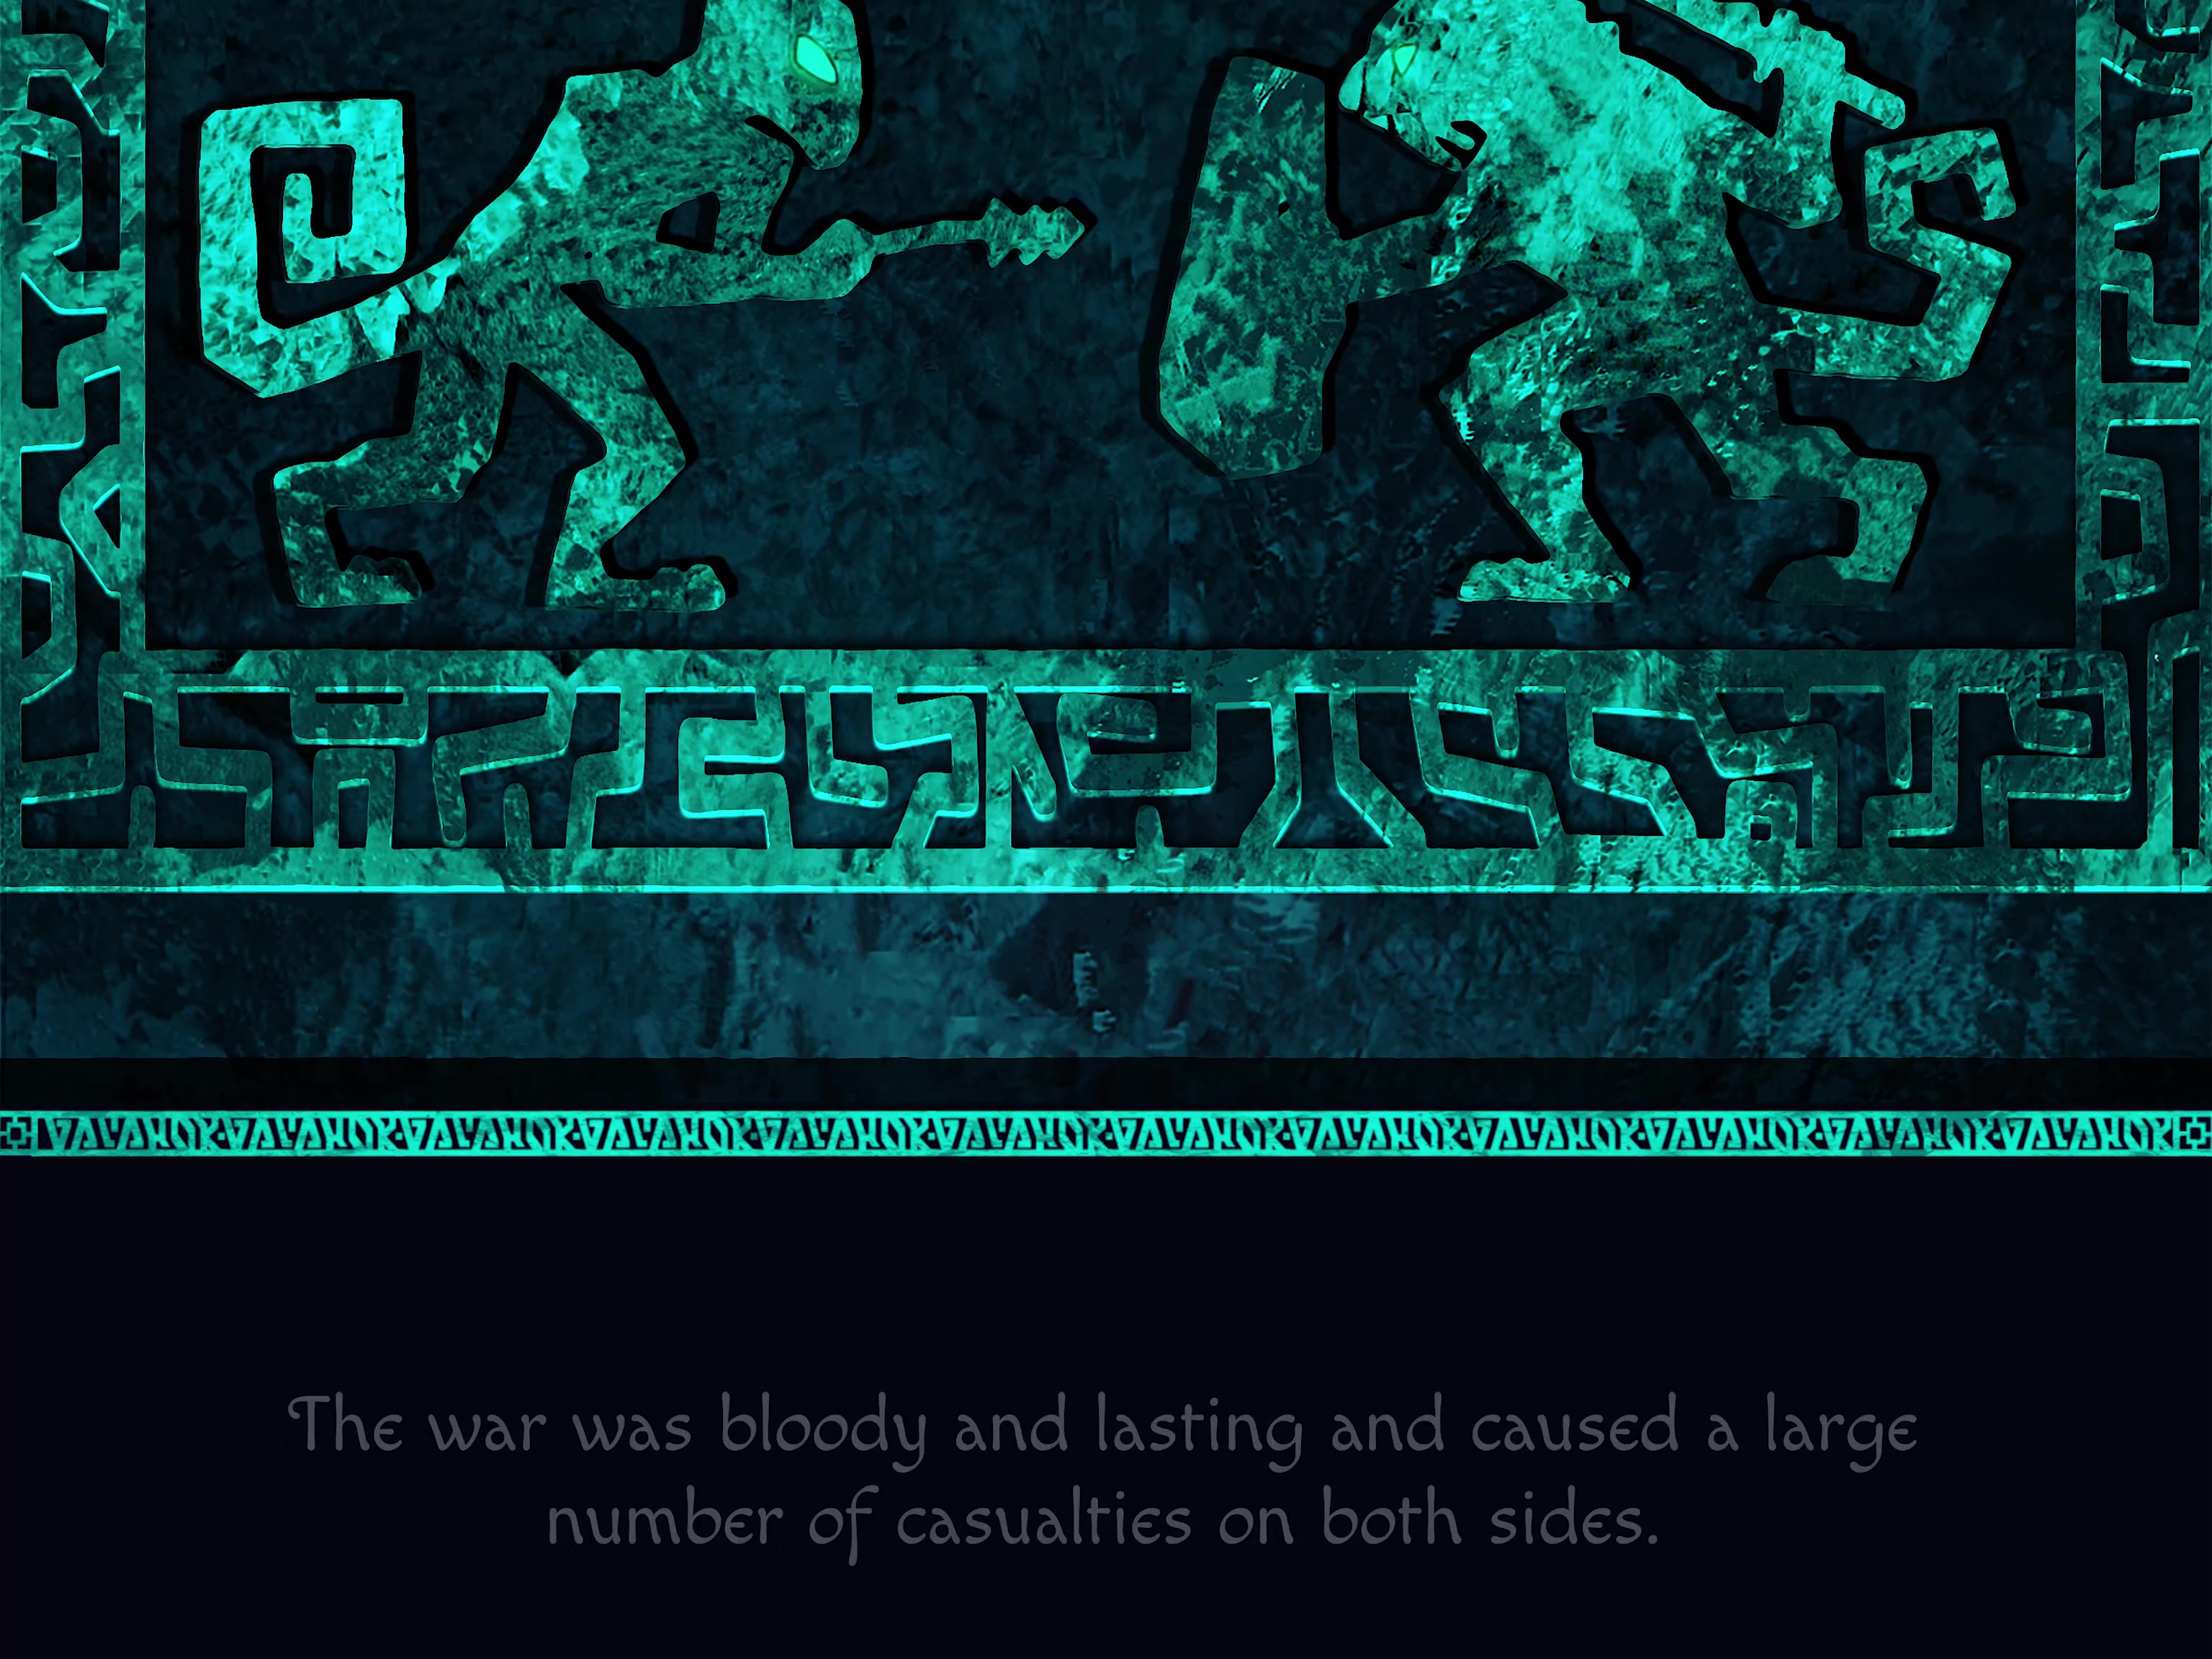 The war was bloody and lasting and caused a large
number of casualties on both sides.